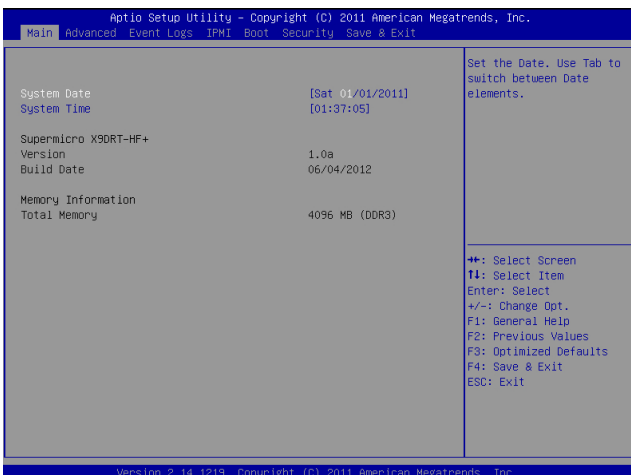 Aptio Setup Utility – Copyright (C) 2011 American Megatrends, Inc.
Main Advanced Event Logs IPMI Boot Security Save & Exit
System Date [Sat 01/01/2011]
System Time [01:37:05]
Supermicro X9DRT-HF+
Version 1.0a
Build Date 06/04/2012
Memory Information
Total Memory 4096 MB (DDR3)
Set the Date. Use Tab to
switch between Date
elements.
→←: Select Screen
↑↓: Select Item
Enter: Select
+/-: Change Opt.
F1: General Help
F2: Previous Values
F3: Optimized Defaults
F4: Save & Exit
ESC: Exit
Version 2.14.1219. Copyright (C) 2011 American Megatrends, Inc.